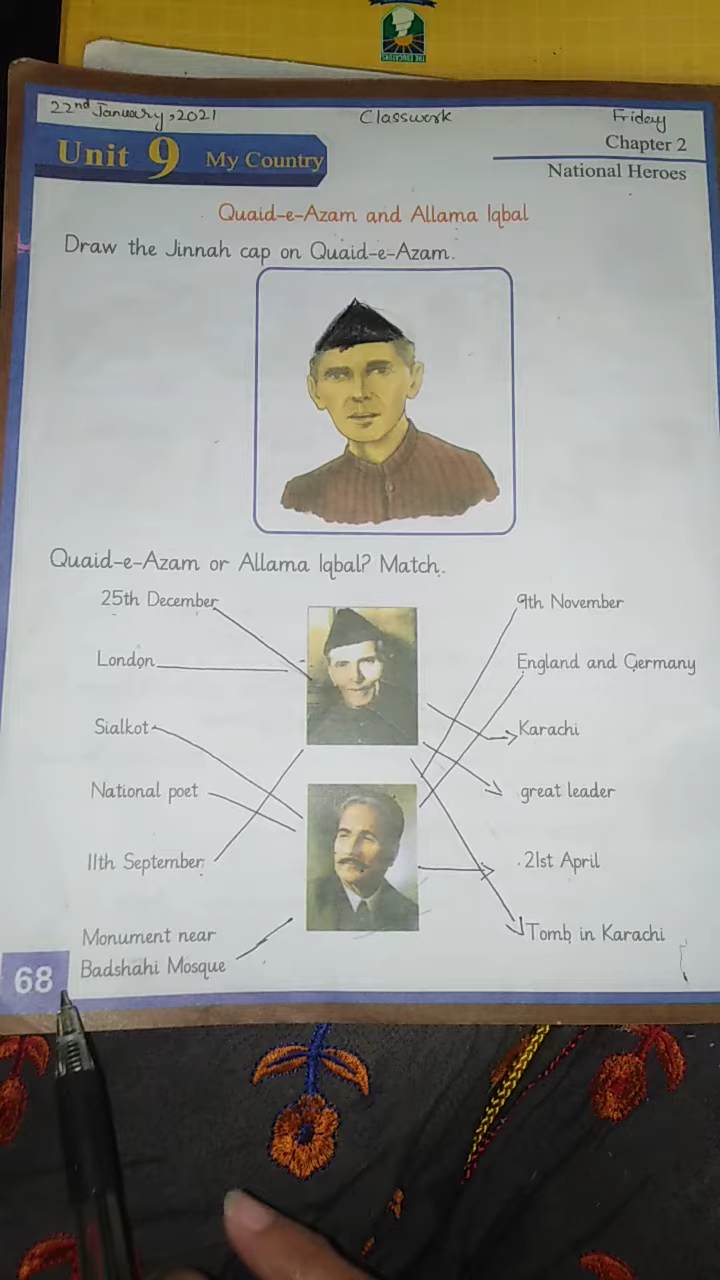 THE EDUCATORS
22nd January, 2021 Classwork Friday
Unit 9 My Country
Chapter 2
National Heroes
Quaid-e-Azam and Allama Iqbal
Draw the Jinnah cap on Quaid-e-Azam.
Quaid-e-Azam or Allama Iqbal? Match.
25th December
9th November
London
England and Germany
Sialkot
Karachi
National poet
great leader
11th September
21st April
Monument near
Badshahi Mosque
Tomb in Karachi
68